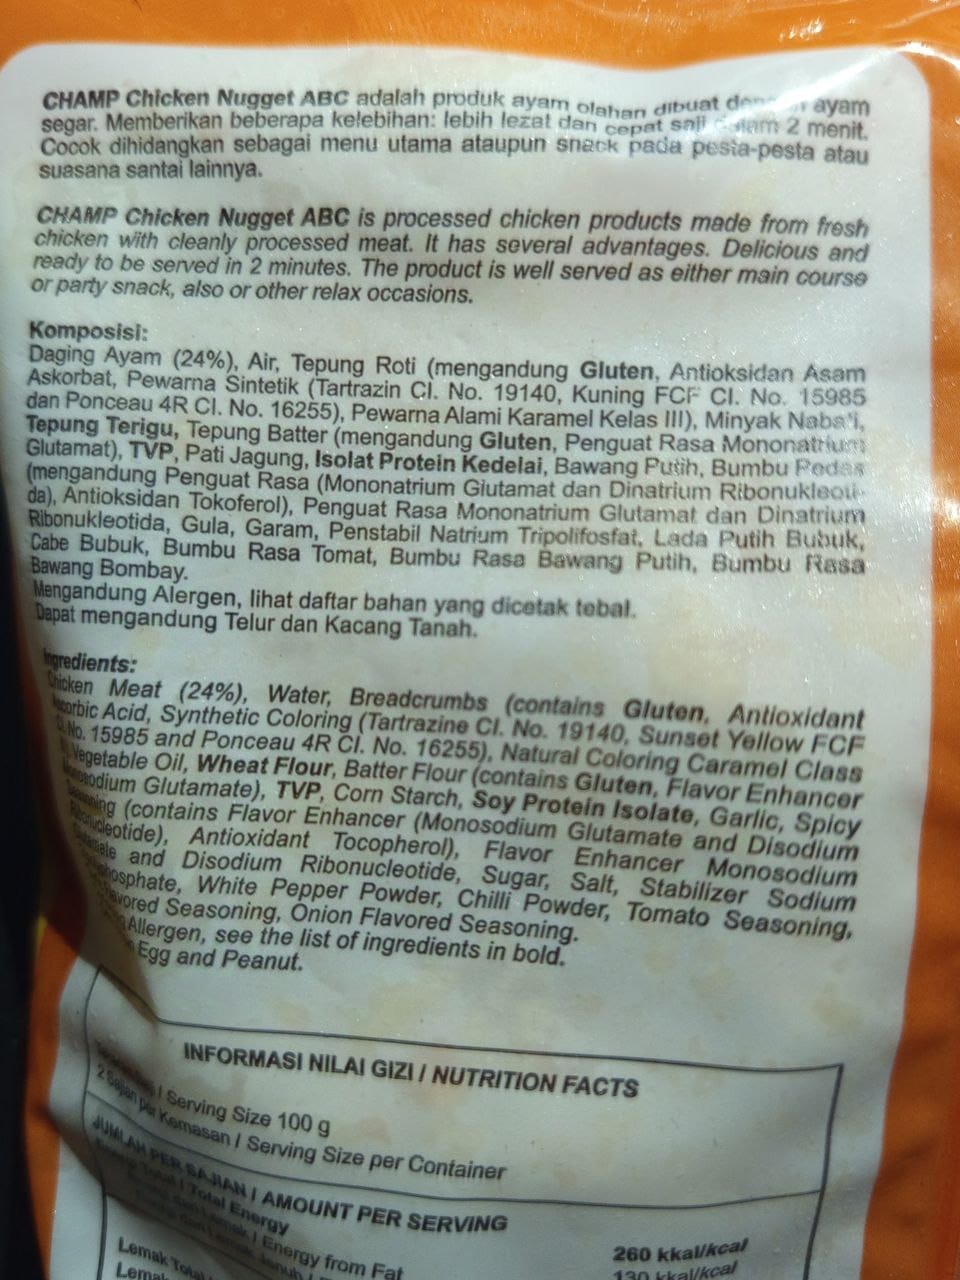 CHAMP Chicken Nugget ABC adalah produk ayam olahan dibuat ayam
segar. Memberikan beberapa kelebihan: lebih lezat dan cepat saji dalam 2 menit.
Cocok dihidangkan sebagai menu utama ataupun snack pada pesta-pesta atau
suasana santai lainnya.
CHAMP Chicken Nugget ABC is processed chicken products made from fresh
chicken with cleanly processed meat. It has several advantages. Delicious and
ready to be served in 2 minutes. The product is well served as either main course
or party snack, also or other relax occasions.
Komposisi:
Daging Ayam (24%), Air, Tepung Roti (mengandung Gluten, Antioksidan Asam
Askorbat, Pewarna Sintetik (Tartrazin CI. No. 19140, Kuning FCF CI. No. 15985
dan Ponceau 4R CI. No. 16255), Pewarna Alami Karamel Kelas III), Minyak Nabati,
Tepung Terigu, Tepung Batter (mengandung Gluten, Penguat Rasa Mononatrium
Glutamat), TVP, Pati Jagung, Isolat Protein Kedelai, Bawang Putih, Bumbu Pedas
(mengandung Penguat Rasa (Mononatrium Glutamat dan Dinatrium Ribonukleoti-
da), Antioksidan Tokoferol), Penguat Rasa Mononatrium Glutamat dan Dinatrium
Ribonukleotida, Gula, Garam, Penstabil Natrium Tripolifosfat, Lada Putih Bubuk,
Cabe Bubuk, Bumbu Rasa Tomat, Bumbu Rasa Bawang Putih, Bumbu Rasa
Bawang Bombay.
Mengandung Alergen, lihat daftar bahan yang dicetak tebal.
Dapat mengandung Telur dan Kacang Tanah.
Ingredients:
Chicken Meat (24%), Water, Breadcrumbs (contains Gluten, Antioxidant
Ascorbic Acid, Synthetic Coloring (Tartrazine CI. No. 19140, Sunset Yellow FCF
CI. No. 15985 and Ponceau 4R CI. No. 16255), Natural Coloring Caramel Class
Vegetable Oil, Wheat Flour, Batter Flour (contains Gluten, Flavor Enhancer
Monosodium Glutamate), TVP, Corn Starch, Soy Protein Isolate, Garlic, Spicy
Seasoning (contains Flavor Enhancer (Monosodium Glutamate and Disodium
Ribonucleotide), Antioxidant Tocopherol), Flavor Enhancer Monosodium
and Disodium Ribonucleotide, Sugar, Salt, Stabilizer Sodium
White Pepper Powder, Chilli Powder, Tomato Seasoning,
Flavored Seasoning, Onion Flavored Seasoning.
Allergen, see the list of ingredients in bold.
Egg and Peanut.
INFORMASI NILAI GIZI / NUTRITION FACTS
/ Serving Size 100 g
2 Sajian per Kemasan / Serving Size per Container
JUMLAH PER SAJIAN / AMOUNT PER SERVING
Total / Total Energy 260 kkal/kcal
/ Energy from Fat 130 kkal/kcal
Lemak Total
Lemak